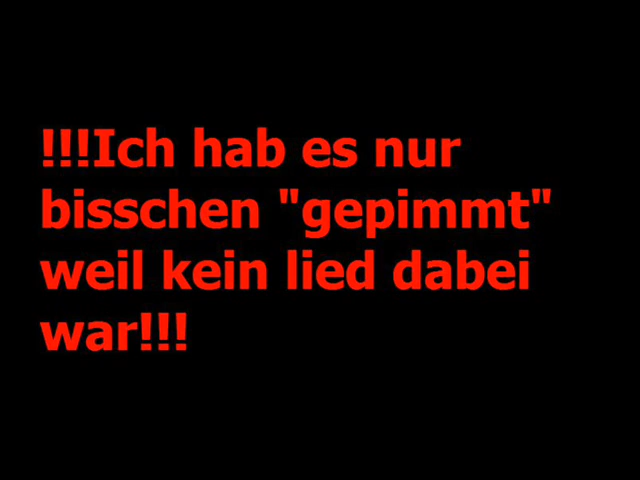 !!!Ich hab es nur
bisschen "gepimmt"
weil kein lied dabei
war!!!